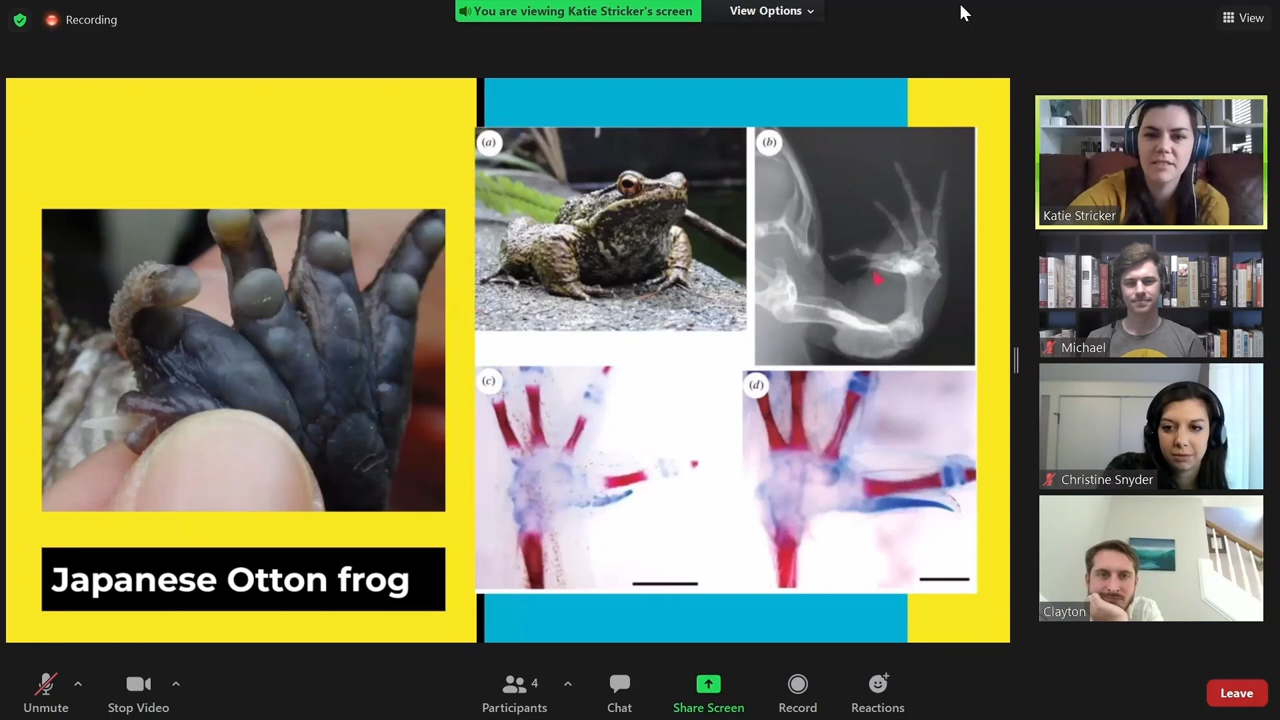 Recording
You are viewing Katie Stricker's screen
View Options
View
(a)
(b)
(c)
(d)
Japanese Otton frog
Katie Stricker
Michael
Christine Snyder
Clayton
Unmute
Stop Video
Participants
4
Chat
Share Screen
Record
Reactions
Leave